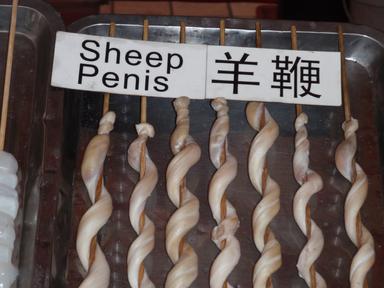 Sheep
Penis
羊鞭